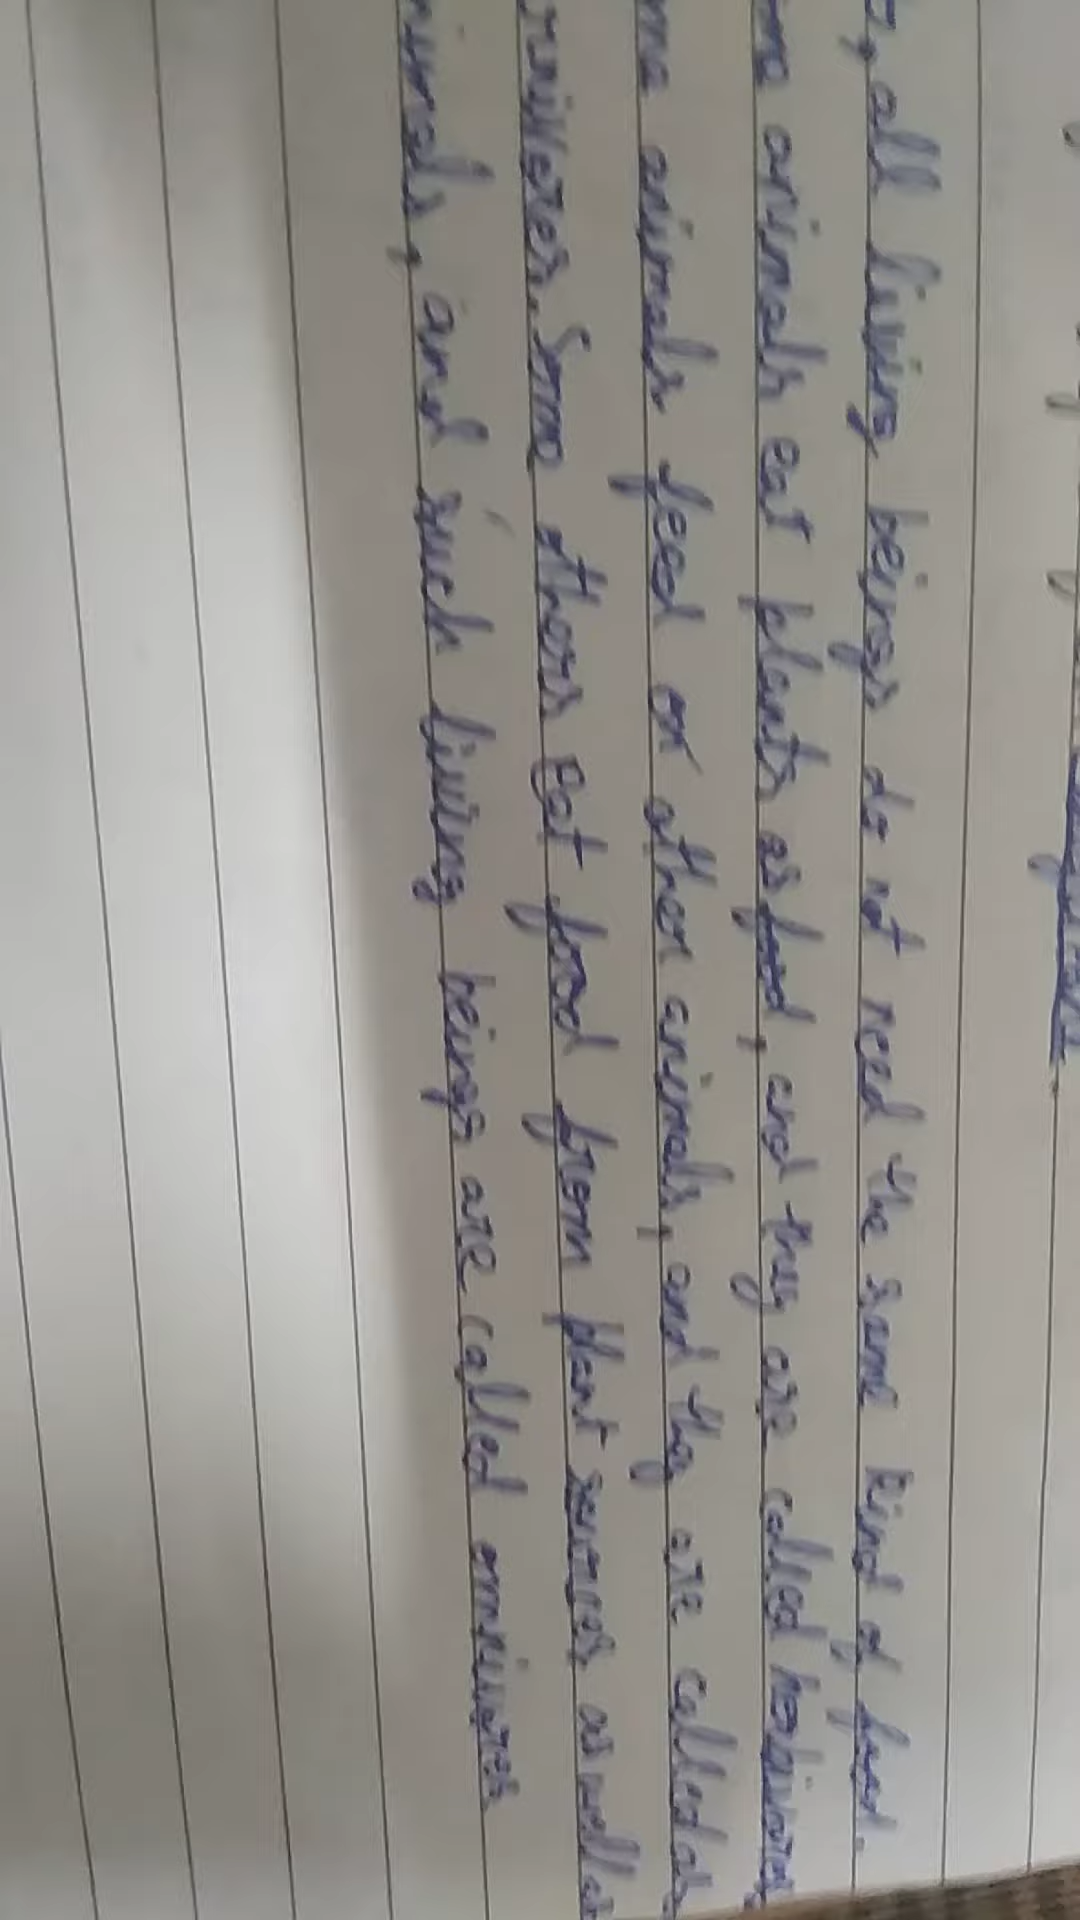 , all living beings do not need the same kind of food.
animals eat plants as food, and they are called herbivores
animals feed on other animals, and they are called as
Some others eat food from plant sources as well as
and such living beings are called omnivores